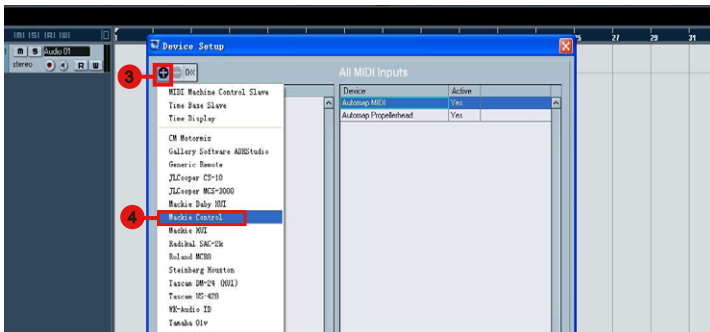 |M| |S| |R| |W|
5 27 29 31
M S Audio 01
stereo R W
Device Setup
3
All MIDI Inputs
MIDI Machine Control Slave
Time Base Slave
Time Display
CM Motormix
Gallery Software ADRStudio
Generic Remote
JLCooper CS-10
JLCooper MCS-3000
Mackie Baby HUI
4
Mackie Control
Mackie HUI
Radikal SAC-2k
Roland MCR8
Steinberg Houston
Tascam DM-24 (HUI)
Tascam US-428
WK-Audio ID
Yamaha 01v
Device Active
Automap MIDI Yes
Automap Propellerhead Yes